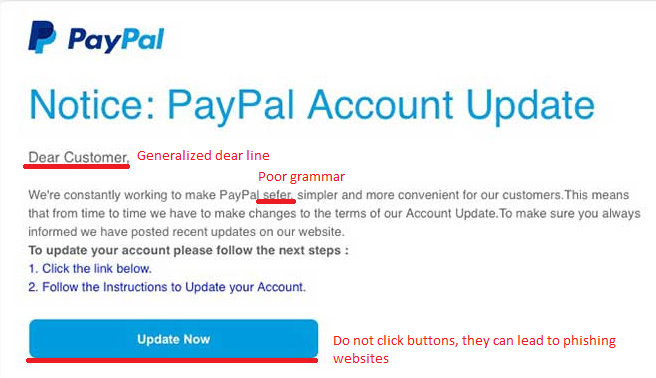 PayPal
Notice: PayPal Account Update
Dear Customer, Generalized dear line
Poor grammar
We're constantly working to make PayPal sefer, simpler and more convenient for our customers.This means
that from time to time we have to make changes to the terms of our Account Update.To make sure you always
informed we have posted recent updates on our website.
To update your account please follow the next steps :
1. Click the link below.
2. Follow the Instructions to Update your Account.
Update Now
Do not click buttons, they can lead to phishing
websites